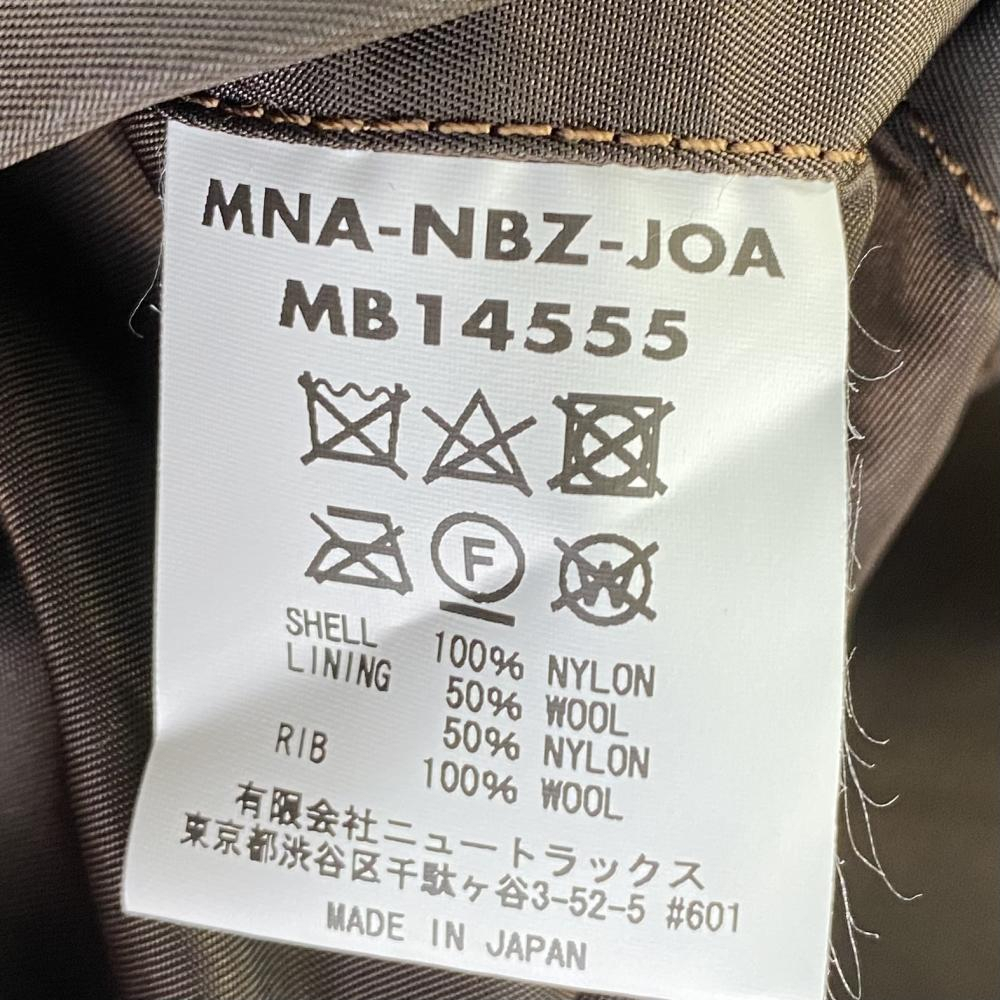 MNA-NBZ-JOA
MB14555
F
W
SHELL 100% NYLON
LINING 50% WOOL
50% NYLON
RIB 100% WOOL
有限会社ニュートラックス
東京都渋谷区千駄ヶ谷3-52-5 #601
MADE IN JAPAN